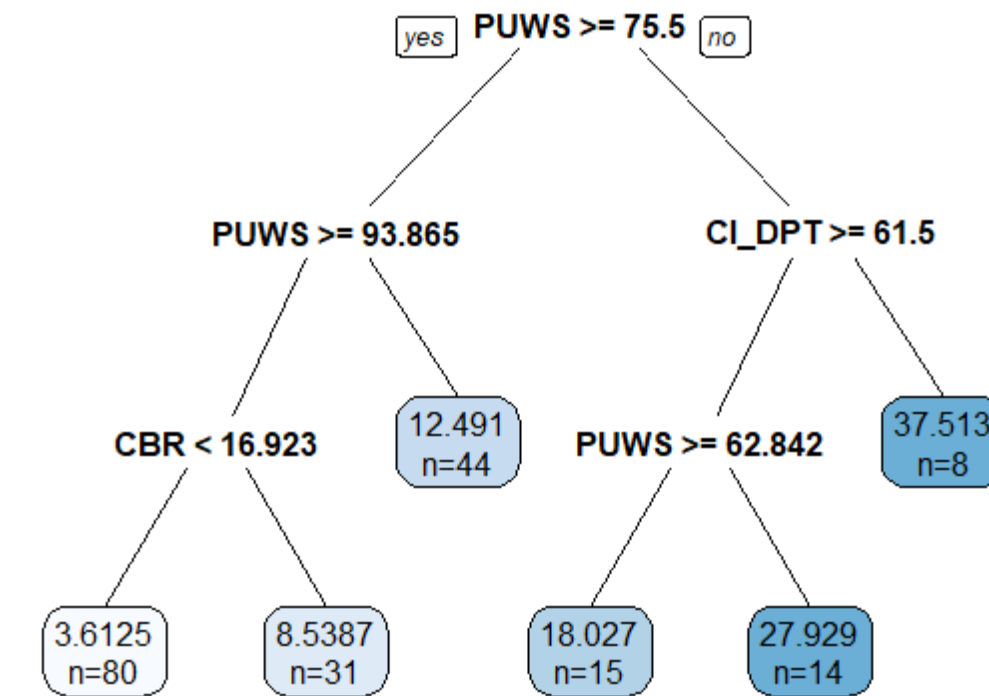 yes PUWS >= 75.5 no
PUWS >= 93.865 CI_DPT >= 61.5
CBR < 16.923
12.491
n=44
PUWS >= 62.842
37.513
n=8
3.6125
n=80
8.5387
n=31
18.027
n=15
27.929
n=14